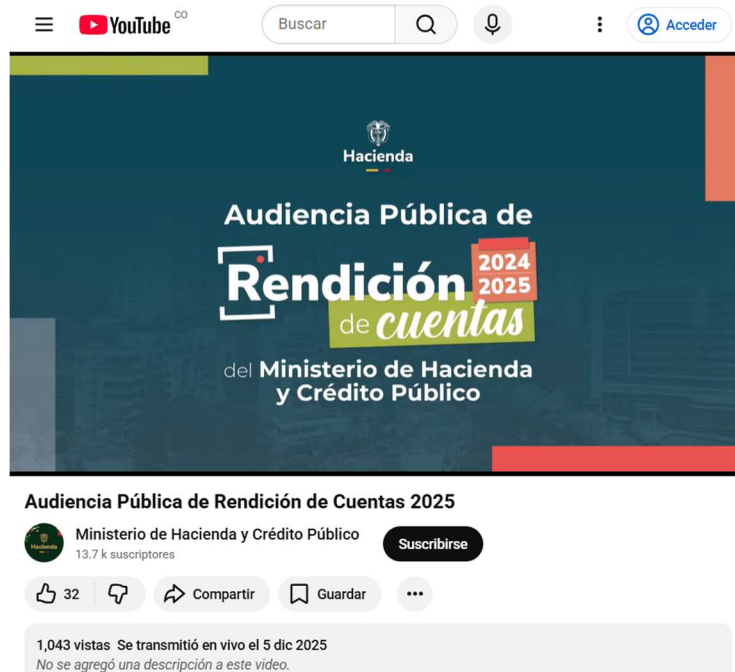 YouTube CO
Buscar
Acceder
Hacienda
Audiencia Pública de
Rendición 2024
2025
de cuentas
del Ministerio de Hacienda
y Crédito Público
Audiencia Pública de Rendición de Cuentas 2025
Hacienda
Ministerio de Hacienda y Crédito Público
13.7 k suscriptores
Suscribirse
32
Compartir
Guardar
1,043 vistas Se transmitió en vivo el 5 dic 2025
No se agregó una descripción a este video.